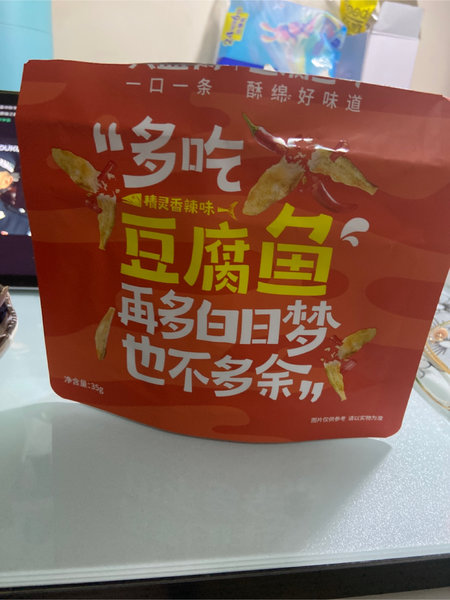 一口一条 酥绵好味道
“多吃
精灵香辣味
豆腐鱼
再多白日梦
也不多余”
净含量:35g
图片仅供参考 请以实物为准